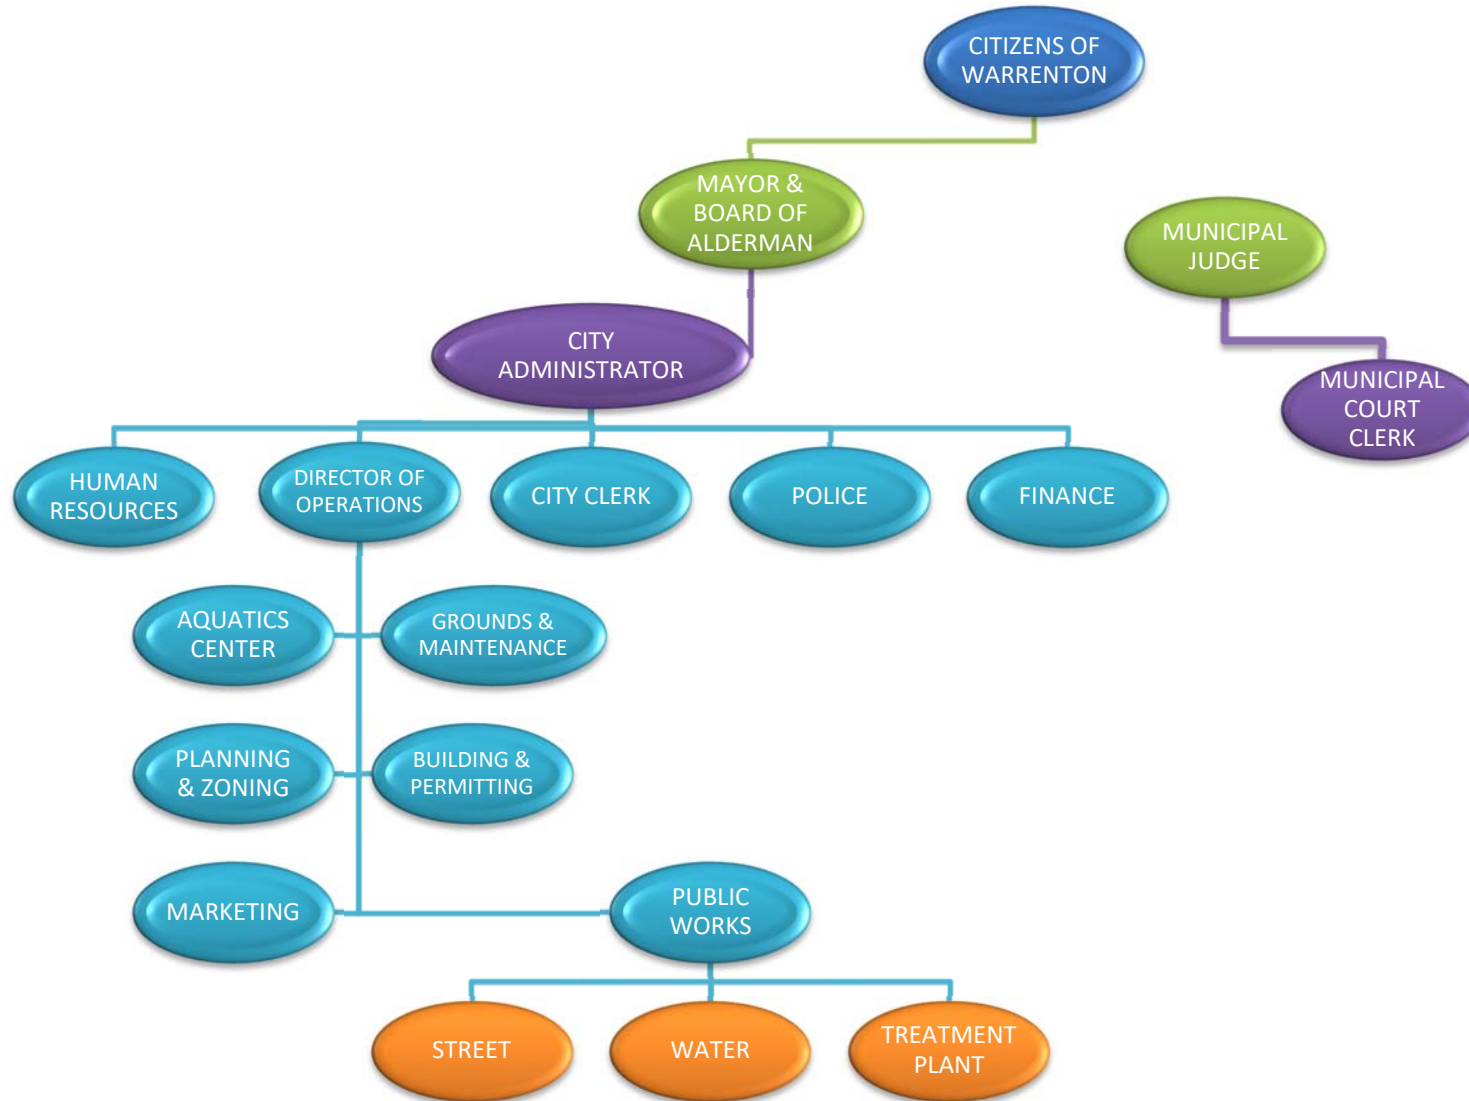 CITIZENS OF
WARRENTON
MAYOR &
BOARD OF
ALDERMAN
MUNICIPAL
JUDGE
CITY
ADMINISTRATOR
MUNICIPAL
COURT
CLERK
HUMAN
RESOURCES
DIRECTOR OF
OPERATIONS
CITY CLERK
POLICE
FINANCE
AQUATICS
CENTER
GROUNDS &
MAINTENANCE
PLANNING
& ZONING
BUILDING &
PERMITTING
MARKETING
PUBLIC
WORKS
STREET
WATER
TREATMENT
PLANT